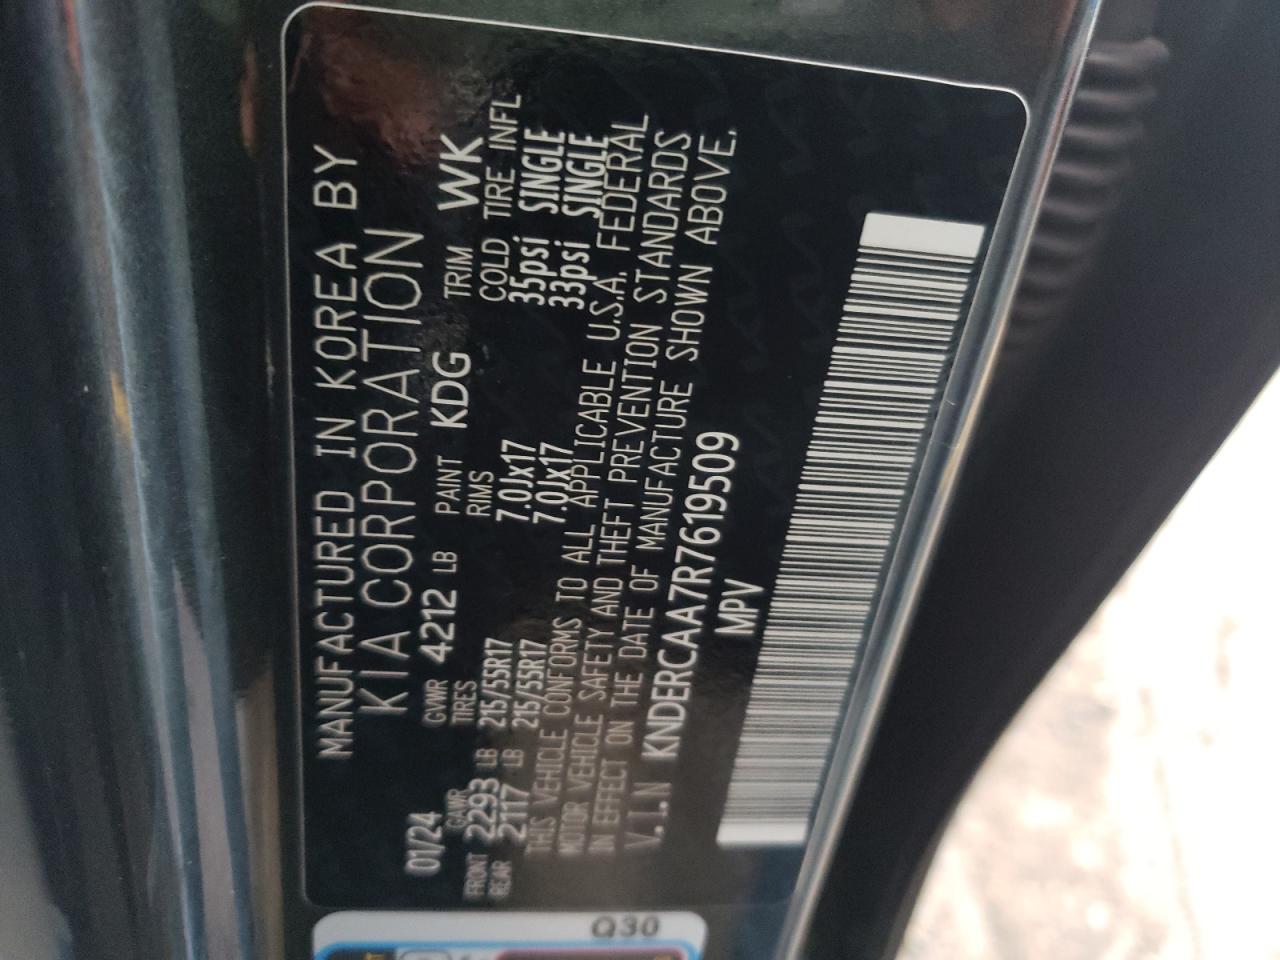 MANUFACTURED IN KOREA BY
KIA CORPORATION
01/24 GVWR 4212 LB PAINT KDG TRIM WK
GAWR TIRES RIMS COLD TIRE INFL
FRONT 2293 LB 215/55R17 7.0Jx17 35psi SINGLE
REAR 2117 LB 215/55R17 7.0Jx17 33psi SINGLE
THIS VEHICLE CONFORMS TO ALL APPLICABLE U.S.A. FEDERAL
MOTOR VEHICLE SAFETY AND THEFT PREVENTION STANDARDS
IN EFFECT ON THE DATE OF MANUFACTURE SHOWN ABOVE.
V.I.N KNDERCAA7R7619509
MPV
Q30